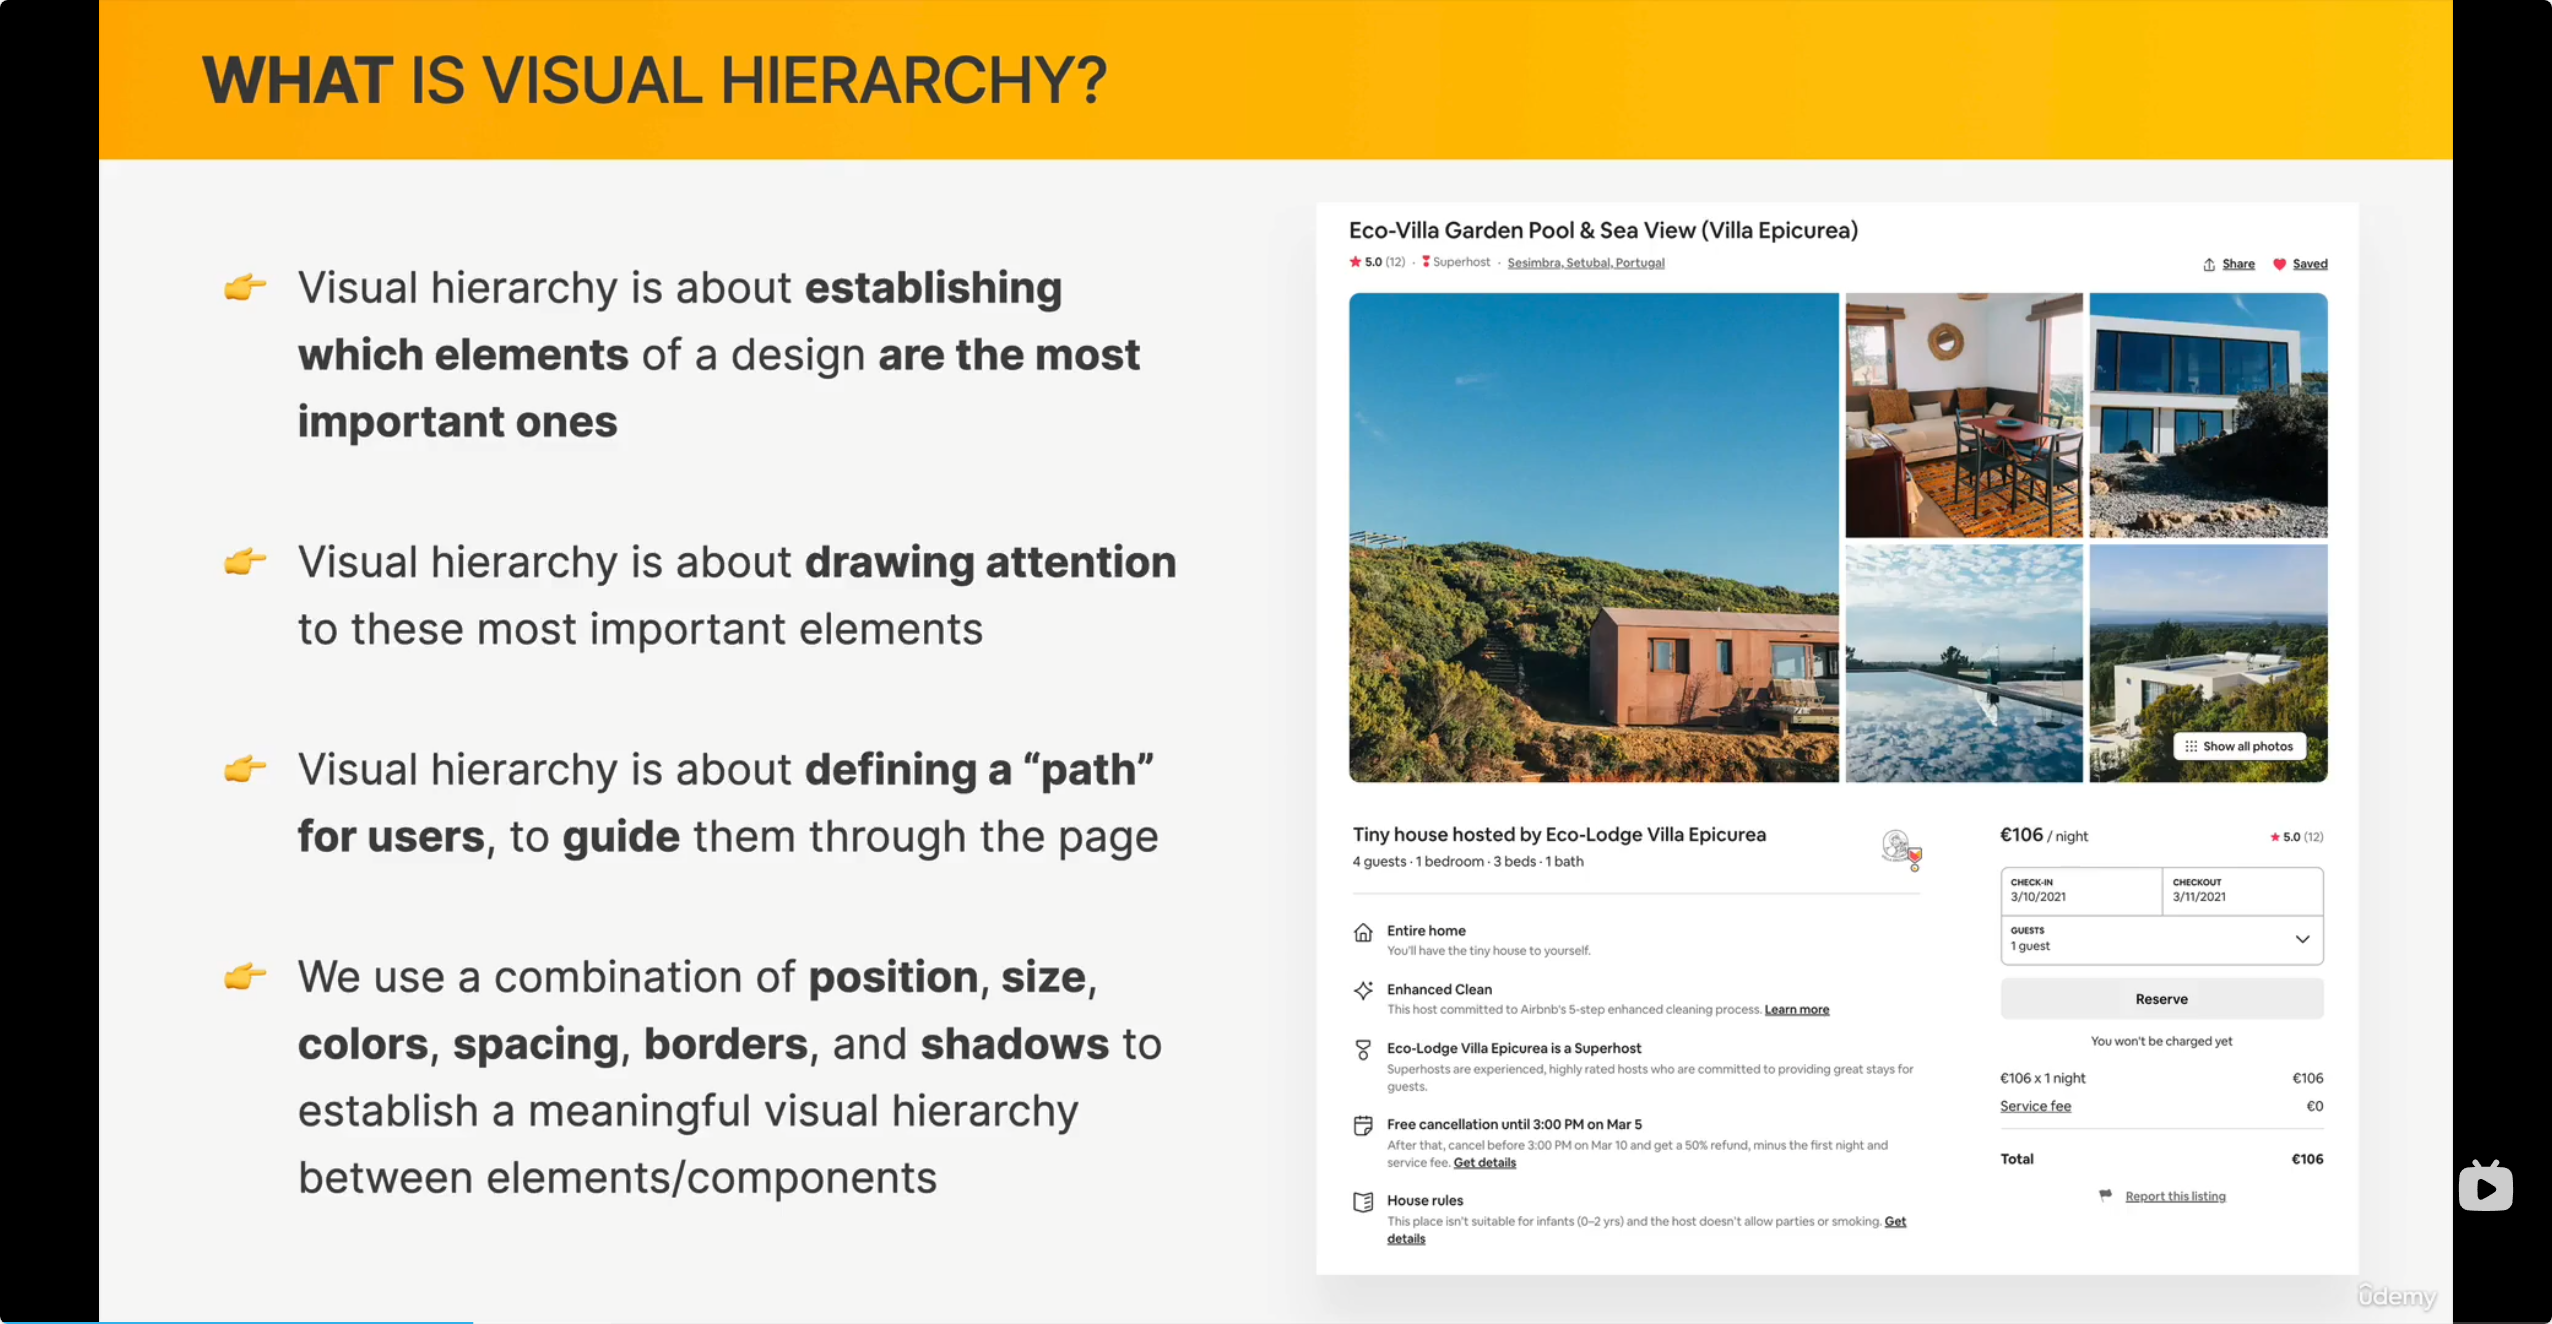 WHAT IS VISUAL HIERARCHY?
Visual hierarchy is about establishing
which elements of a design are the most
important ones
Visual hierarchy is about drawing attention
to these most important elements
Visual hierarchy is about defining a “path”
for users, to guide them through the page
We use a combination of position, size,
colors, spacing, borders, and shadows to
establish a meaningful visual hierarchy
between elements/components
Eco-Villa Garden Pool & Sea View (Villa Epicurea)
5.0 (12) · Superhost · Sesimbra, Setubal, Portugal
Share Saved
Show all photos
Tiny house hosted by Eco-Lodge Villa Epicurea
4 guests · 1 bedroom · 3 beds · 1 bath
Entire home
You'll have the tiny house to yourself.
Enhanced Clean
This host committed to Airbnb's 5-step enhanced cleaning process. Learn more
Eco-Lodge Villa Epicurea is a Superhost
Superhosts are experienced, highly rated hosts who are committed to providing great stays for
guests.
Free cancellation until 3:00 PM on Mar 5
After that, cancel before 3:00 PM on Mar 10 and get a 50% refund, minus the first night and
service fee. Get details
House rules
This place isn't suitable for infants (0–2 yrs) and the host doesn't allow parties or smoking. Get
details
€106 / night 5.0 (12)
CHECK-IN CHECKOUT
3/10/2021 3/11/2021
GUESTS
1 guest
Reserve
You won't be charged yet
€106 x 1 night €106
Service fee €0
Total €106
Report this listing
ûdemy